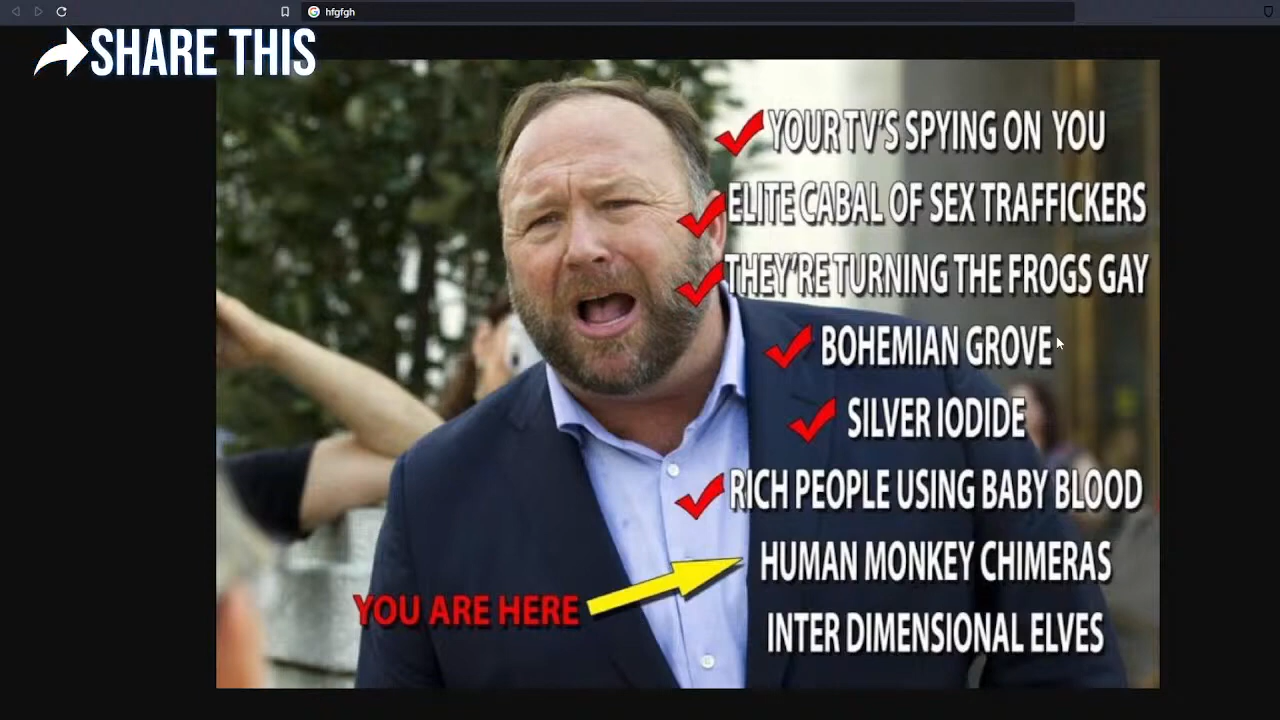 hfgfgh
SHARE THIS
YOUR TV'S SPYING ON YOU
ELITE CABAL OF SEX TRAFFICKERS
THEY'RE TURNING THE FROGS GAY
BOHEMIAN GROVE
SILVER IODIDE
RICH PEOPLE USING BABY BLOOD
HUMAN MONKEY CHIMERAS
YOU ARE HERE
INTER DIMENSIONAL ELVES